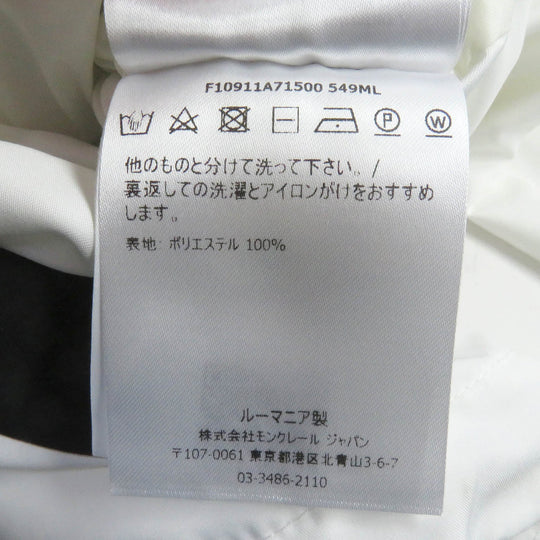 F10911A71500 549ML
P W
他のものと分けて洗って下さい。/
裏返しての洗濯とアイロンがけをおすすめ
します。
表地: ポリエステル 100%
ルーマニア製
株式会社モンクレール ジャパン
〒107-0061 東京都港区北青山3-6-7
03-3486-2110